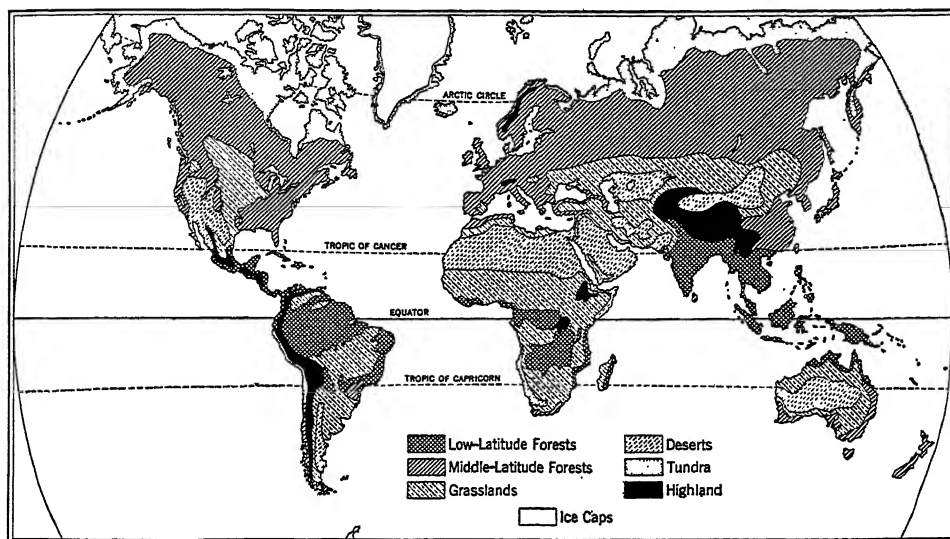 ARCTIC CIRCLE
TROPIC OF CANCER
EQUATOR
TROPIC OF CAPRICORN
Low-Latitude Forests
Middle-Latitude Forests
Grasslands
Deserts
Tundra
Highland
Ice Caps